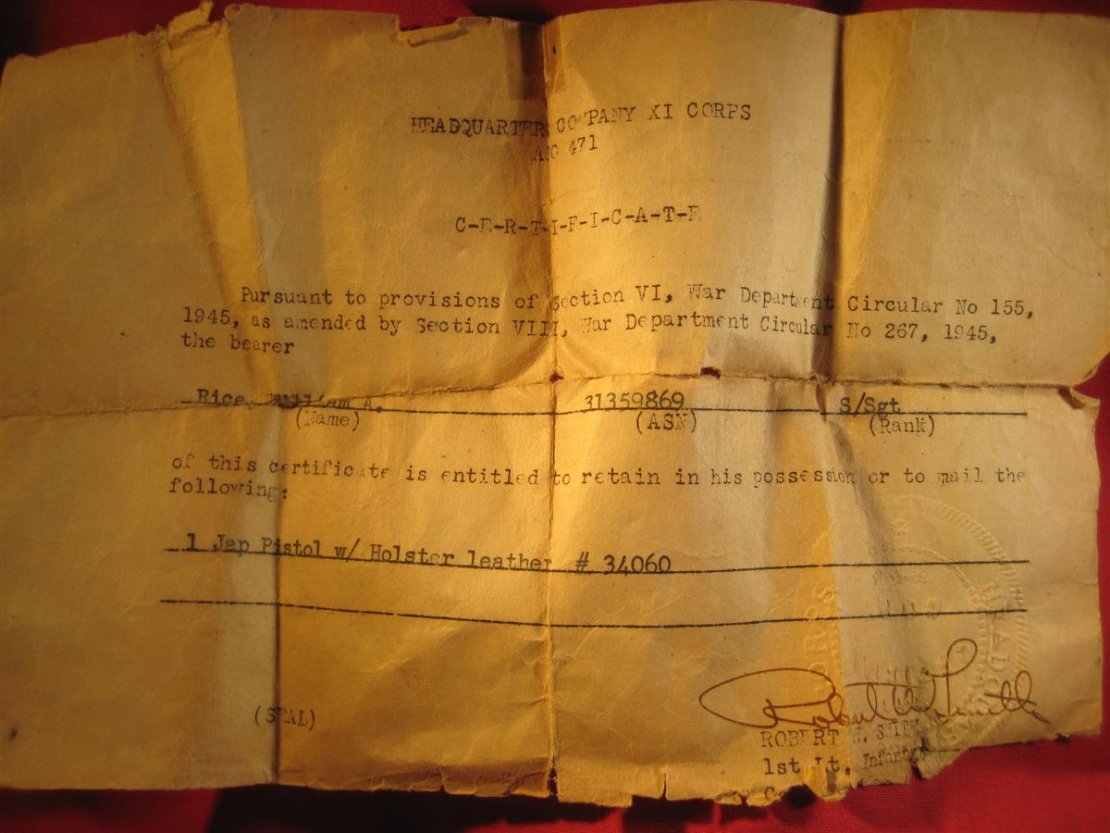 HEADQUARTERS COMPANY XI CORPS
APO 471
C-E-R-T-I-F-I-C-A-T-E
Pursuant to provisions of Section VI, War Department Circular No 155,
1945, as amended by Section VIII, War Department Circular No 267, 1945,
the bearer
Rice, William A. 31359869 S/Sgt
(Name) (ASN) (Rank)
of this certificate is entitled to retain in his possession or to mail the
following:
1 Jap Pistol w/ Holster leather # 34060
(SEAL)
ROBERT W. SMITH
1st Lt, Infantry